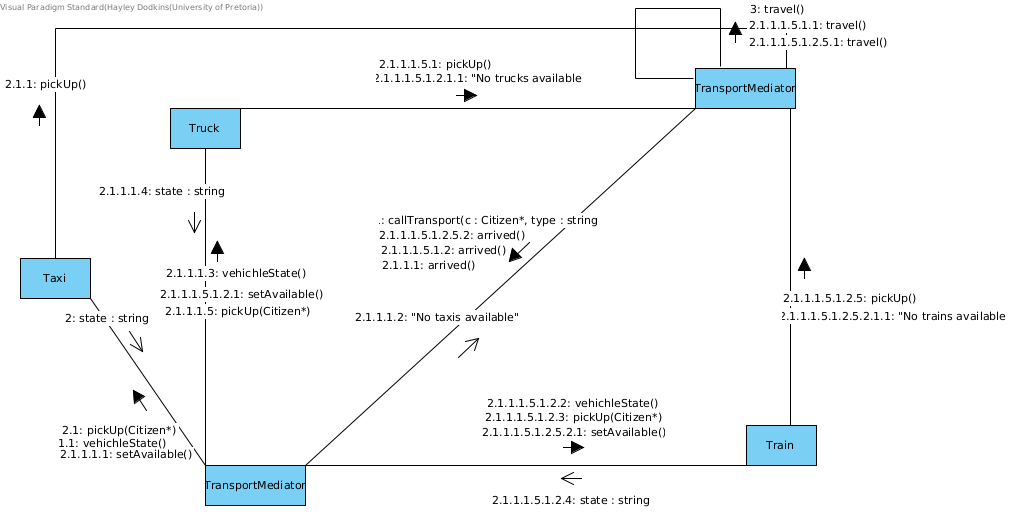 Visual Paradigm Standard(Hayley Dodkins(University of Pretoria))
3: travel()
2.1.1.1.5.1.1: travel()
2.1.1.1.5.1.2.5.1: travel()
2.1.1.1.5.1: pickUp()
2.1.1.1.5.1.2.1.1: "No trucks available
2.1.1: pickUp()
TransportMediator
Truck
2.1.1.1.4: state : string
.: callTransport(c : Citizen*, type : string
2.1.1.1.5.1.2.5.2: arrived()
2.1.1.1.5.1.2: arrived()
2.1.1.1: arrived()
Taxi
2.1.1.1.3: vehichleState()
2.1.1.1.5.1.2.1: setAvailable()
2.1.1.1.5: pickUp(Citizen*)
2.1.1.1.5.1.2.5: pickUp()
2.1.1.1.5.1.2.5.2.1.1: "No trains available
2: state : string
2.1.1.1.2: "No taxis available"
2.1.1.1.5.1.2.2: vehichleState()
2.1.1.1.5.1.2.3: pickUp(Citizen*)
2.1.1.1.5.1.2.5.2.1: setAvailable()
2.1: pickUp(Citizen*)
1.1: vehichleState()
2.1.1.1.1: setAvailable()
Train
TransportMediator
2.1.1.1.5.1.2.4: state : string